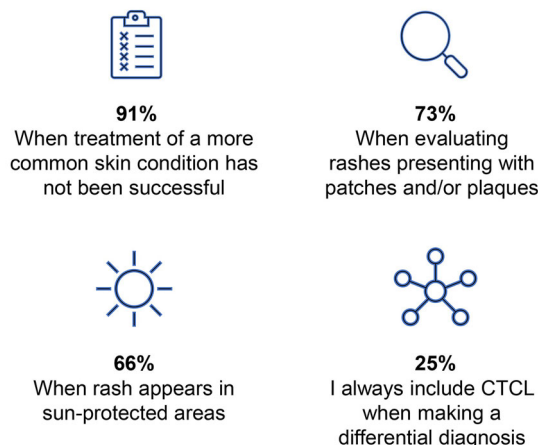 91%
When treatment of a more
common skin condition has
not been successful
73%
When evaluating
rashes presenting with
patches and/or plaques
66%
When rash appears in
sun-protected areas
25%
I always include CTCL
when making a
differential diagnosis